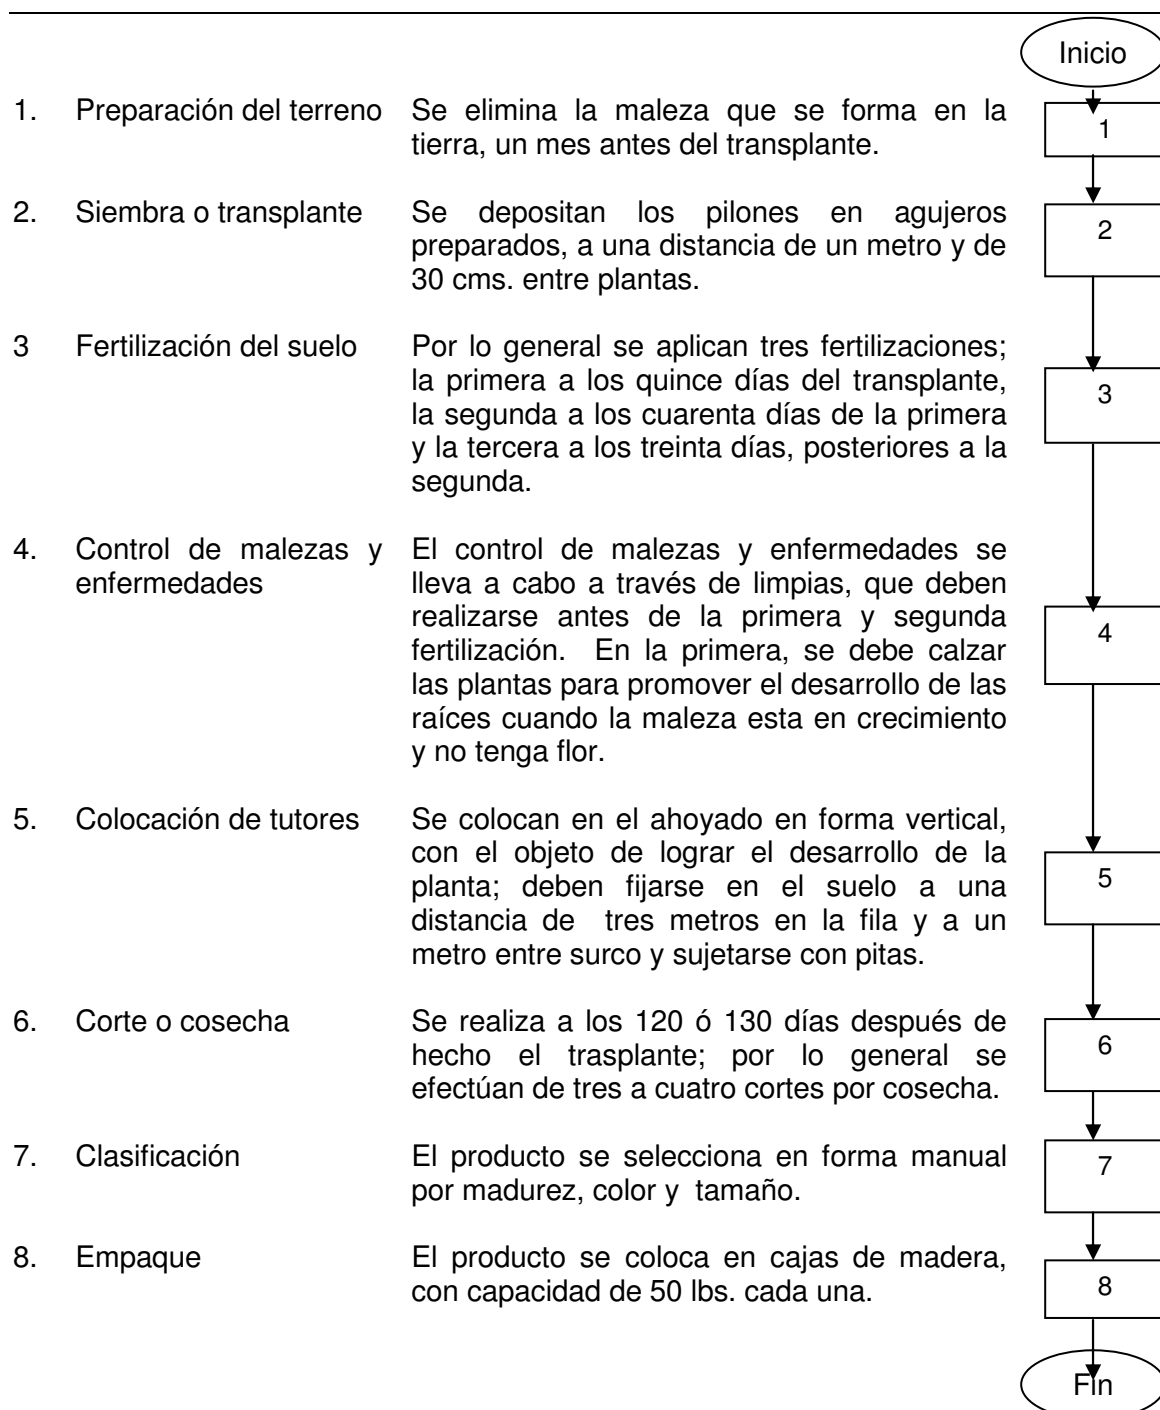 Inicio
1. Preparación del terreno Se elimina la maleza que se forma en la 1
tierra, un mes antes del transplante.
2. Siembra o transplante Se depositan los pilones en agujeros 2
preparados, a una distancia de un metro y de
30 cms. entre plantas.
3 Fertilización del suelo Por lo general se aplican tres fertilizaciones;
la primera a los quince días del transplante, 3
la segunda a los cuarenta días de la primera
y la tercera a los treinta días, posteriores a la
segunda.
4. Control de malezas y El control de malezas y enfermedades se
enfermedades lleva a cabo a través de limpias, que deben
realizarse antes de la primera y segunda 4
fertilización. En la primera, se debe calzar
las plantas para promover el desarrollo de las
raíces cuando la maleza esta en crecimiento
y no tenga flor.
5. Colocación de tutores Se colocan en el ahoyado en forma vertical,
con el objeto de lograr el desarrollo de la
planta; deben fijarse en el suelo a una 5
distancia de tres metros en la fila y a un
metro entre surco y sujetarse con pitas.
6. Corte o cosecha Se realiza a los 120 ó 130 días después de 6
hecho el trasplante; por lo general se
efectúan de tres a cuatro cortes por cosecha.
7. Clasificación El producto se selecciona en forma manual 7
por madurez, color y tamaño.
8. Empaque El producto se coloca en cajas de madera, 8
con capacidad de 50 lbs. cada una.
Fin